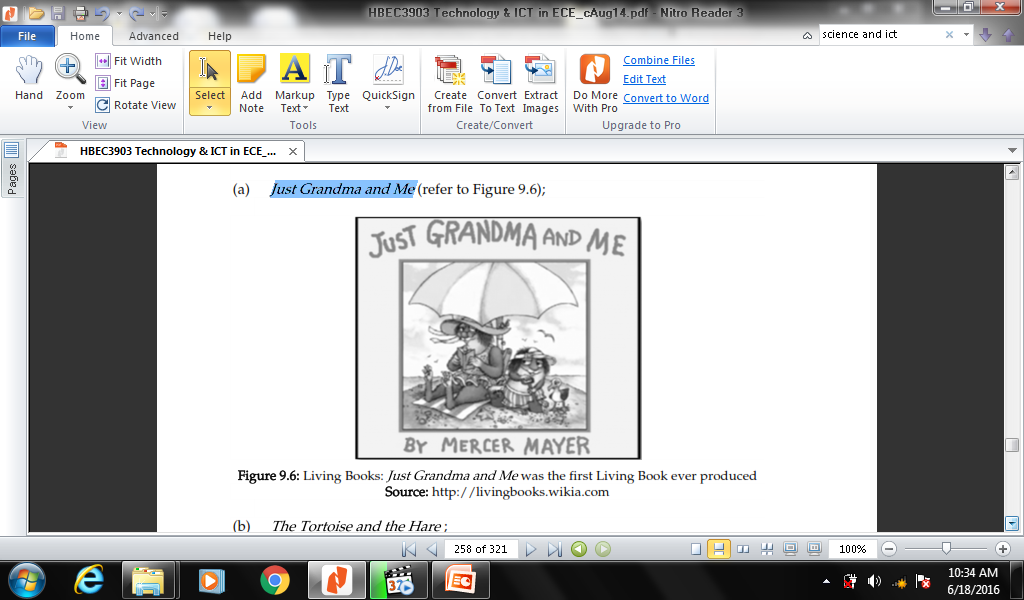 HBEC3903 Technology & ICT in ECE_cAug14.pdf - Nitro Reader 3
File Home Advanced Help science and ict
Hand Zoom Fit Width Fit Page Rotate View
Select Add Note Markup Text Type Text QuickSign
Create from File Convert To Text Extract Images
Do More With Pro Combine Files Edit Text Convert to Word
View Tools Create/Convert Upgrade to Pro
HBEC3903 Technology & ICT in ECE_...
Pages
(a) Just Grandma and Me (refer to Figure 9.6);
JUST GRANDMA AND ME
BY MERCER MAYER
Figure 9.6: Living Books: Just Grandma and Me was the first Living Book ever produced
Source: http://livingbooks.wikia.com
(b) The Tortoise and the Hare ;
258 of 321 100%
321
10:34 AM
6/18/2016